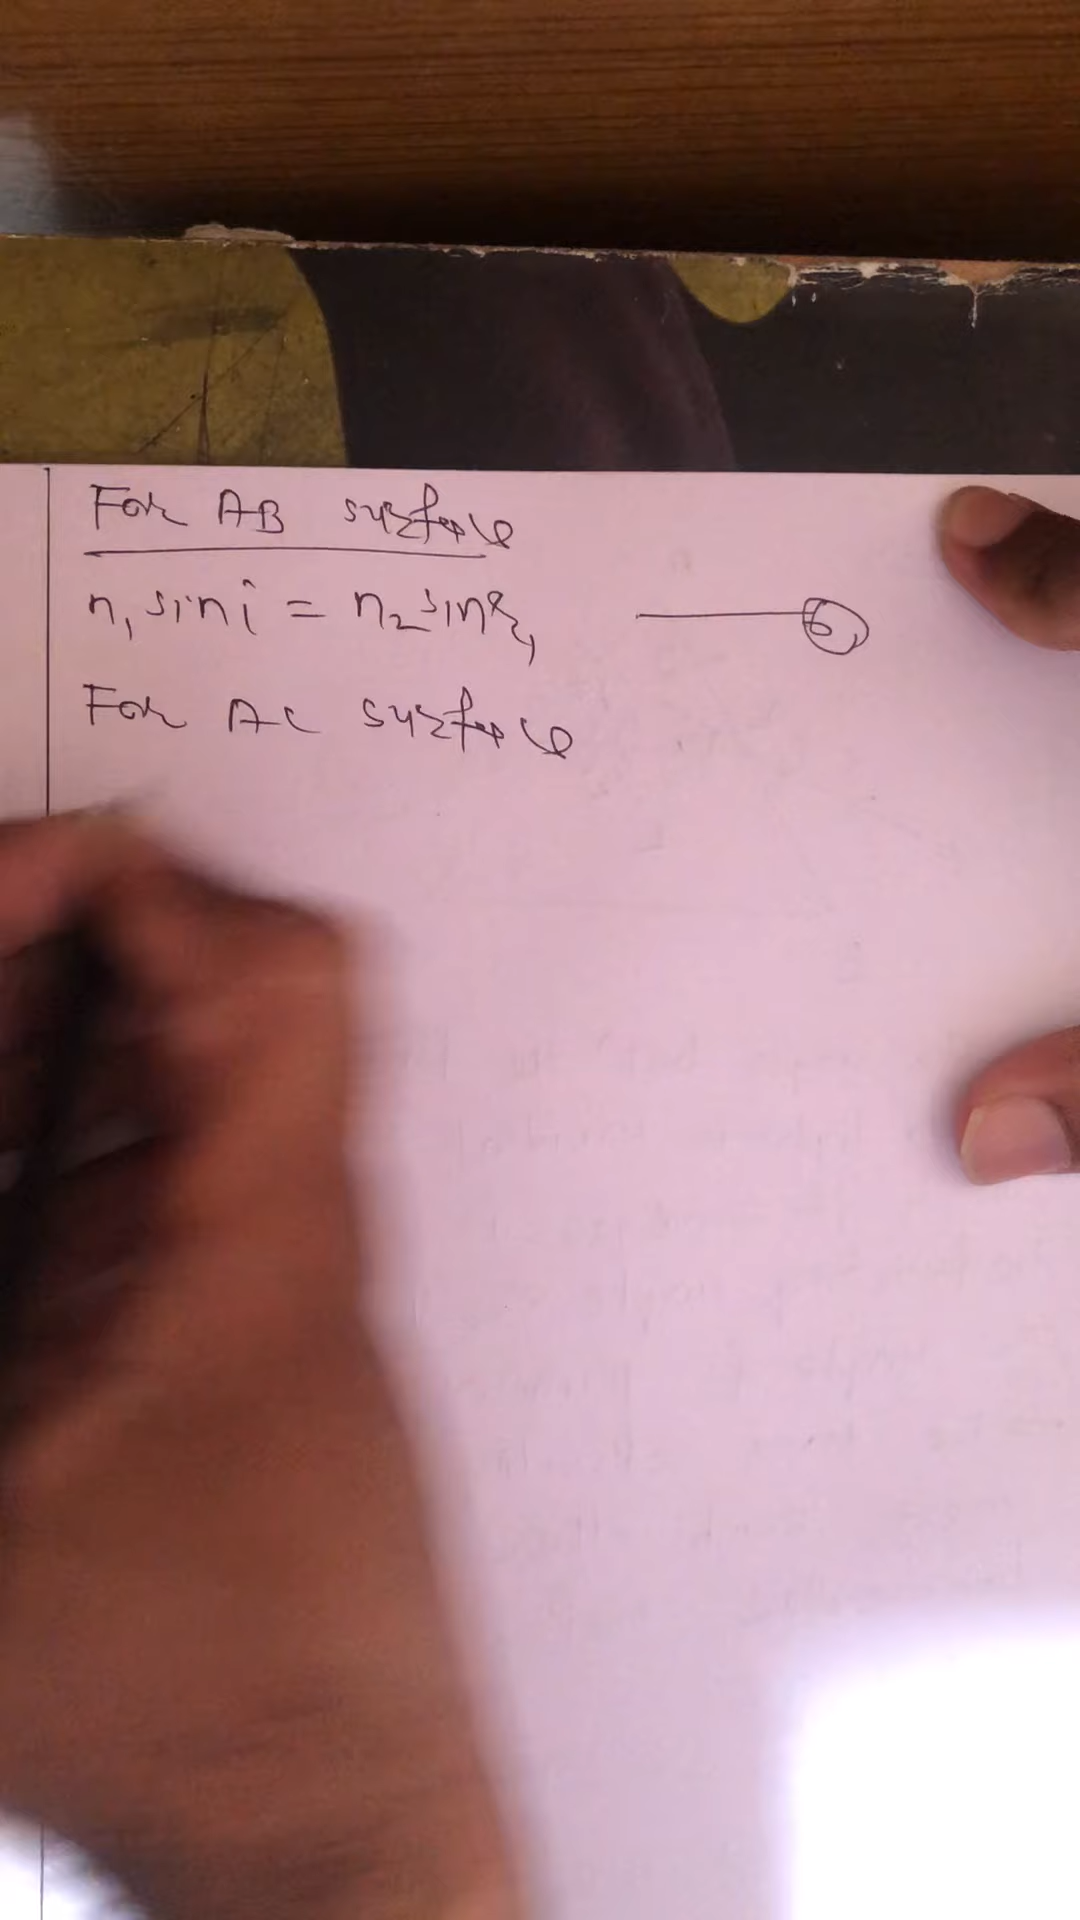 For AB surface
n₁ sin i = n₂ sin r₁ —— 6
For AC surface